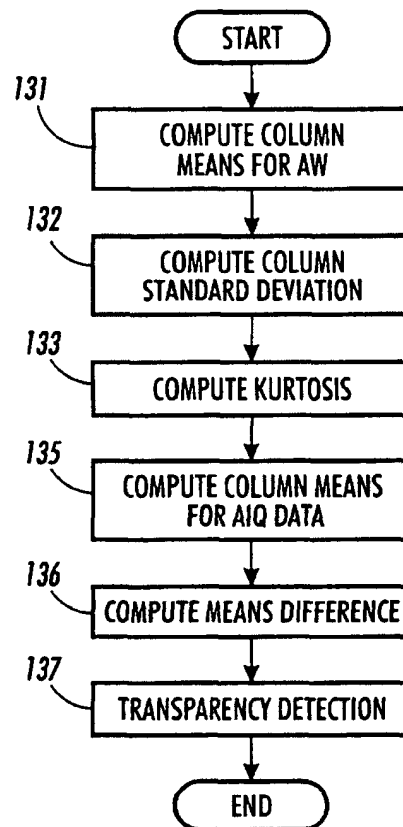 START
131
COMPUTE COLUMN
MEANS FOR AW
132
COMPUTE COLUMN
STANDARD DEVIATION
133
COMPUTE KURTOSIS
135
COMPUTE COLUMN MEANS
FOR AIQ DATA
136
COMPUTE MEANS DIFFERENCE
137
TRANSPARENCY DETECTION
END